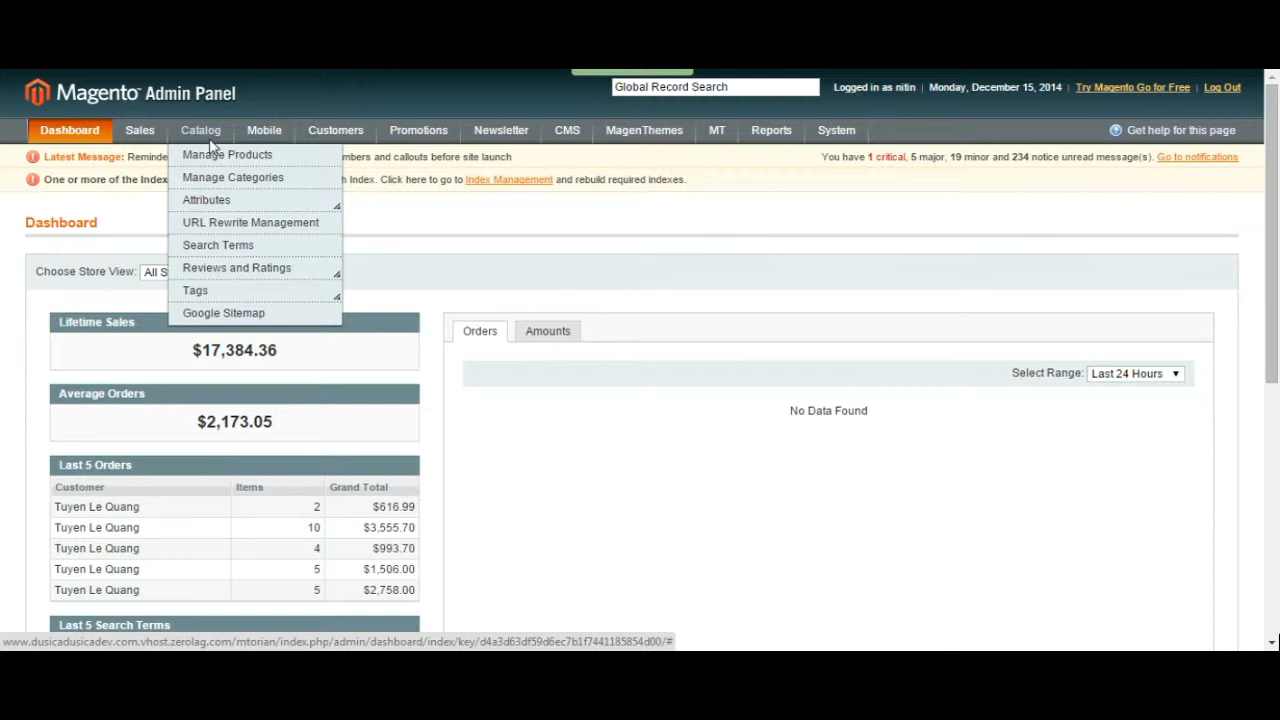 Magento Admin Panel
Global Record Search
Logged in as nitin | Monday, December 15, 2014 | Try Magento Go for Free | Log Out
Dashboard Sales Catalog Mobile Customers Promotions Newsletter CMS MagenThemes MT Reports System Get help for this page
Latest Message: Reminde mbers and callouts before site launch You have 1 critical, 5 major, 19 minor and 234 notice unread message(s). Go to notifications
One or more of the Index h Index. Click here to go to Index Management and rebuild required indexes.
Manage Products
Manage Categories
Attributes
URL Rewrite Management
Search Terms
Reviews and Ratings
Tags
Google Sitemap
Dashboard
Choose Store View: All S
Lifetime Sales
$17,384.36
Average Orders
$2,173.05
Last 5 Orders
Customer Items Grand Total
Tuyen Le Quang 2 $616.99
Tuyen Le Quang 10 $3,555.70
Tuyen Le Quang 4 $993.70
Tuyen Le Quang 5 $1,506.00
Tuyen Le Quang 5 $2,758.00
Last 5 Search Terms
Orders Amounts
Select Range: Last 24 Hours
No Data Found
www.dusicadusicadev.com.vhost.zerolag.com/mtorian/index.php/admin/dashboard/index/key/d4a3d63df59d6ec7b1f7441185854d00/#